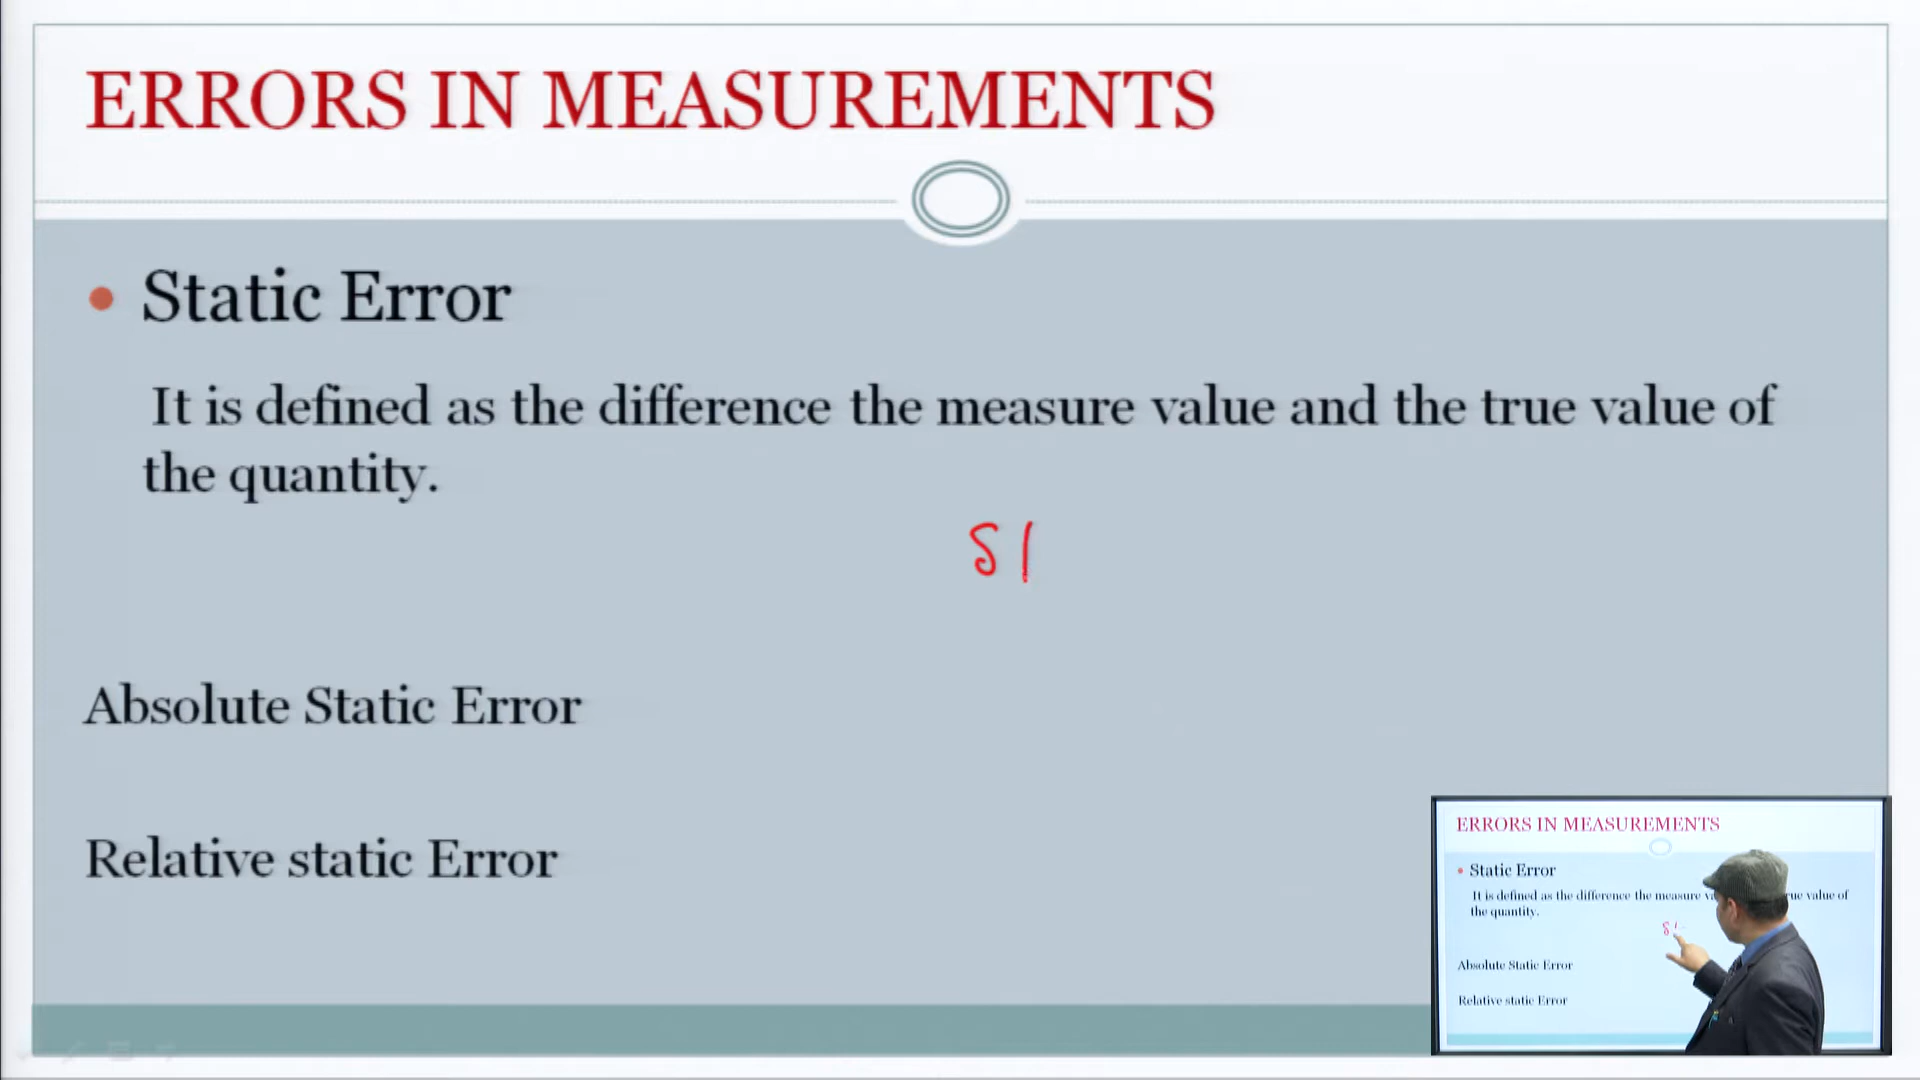 ERRORS IN MEASUREMENTS
Static Error
It is defined as the difference the measure value and the true value of
the quantity.
δ
Absolute Static Error
Relative static Error
ERRORS IN MEASUREMENTS
Static Error
It is defined as the difference the measure rue value of
the quantity.
Absolute Static Error
Relative static Error